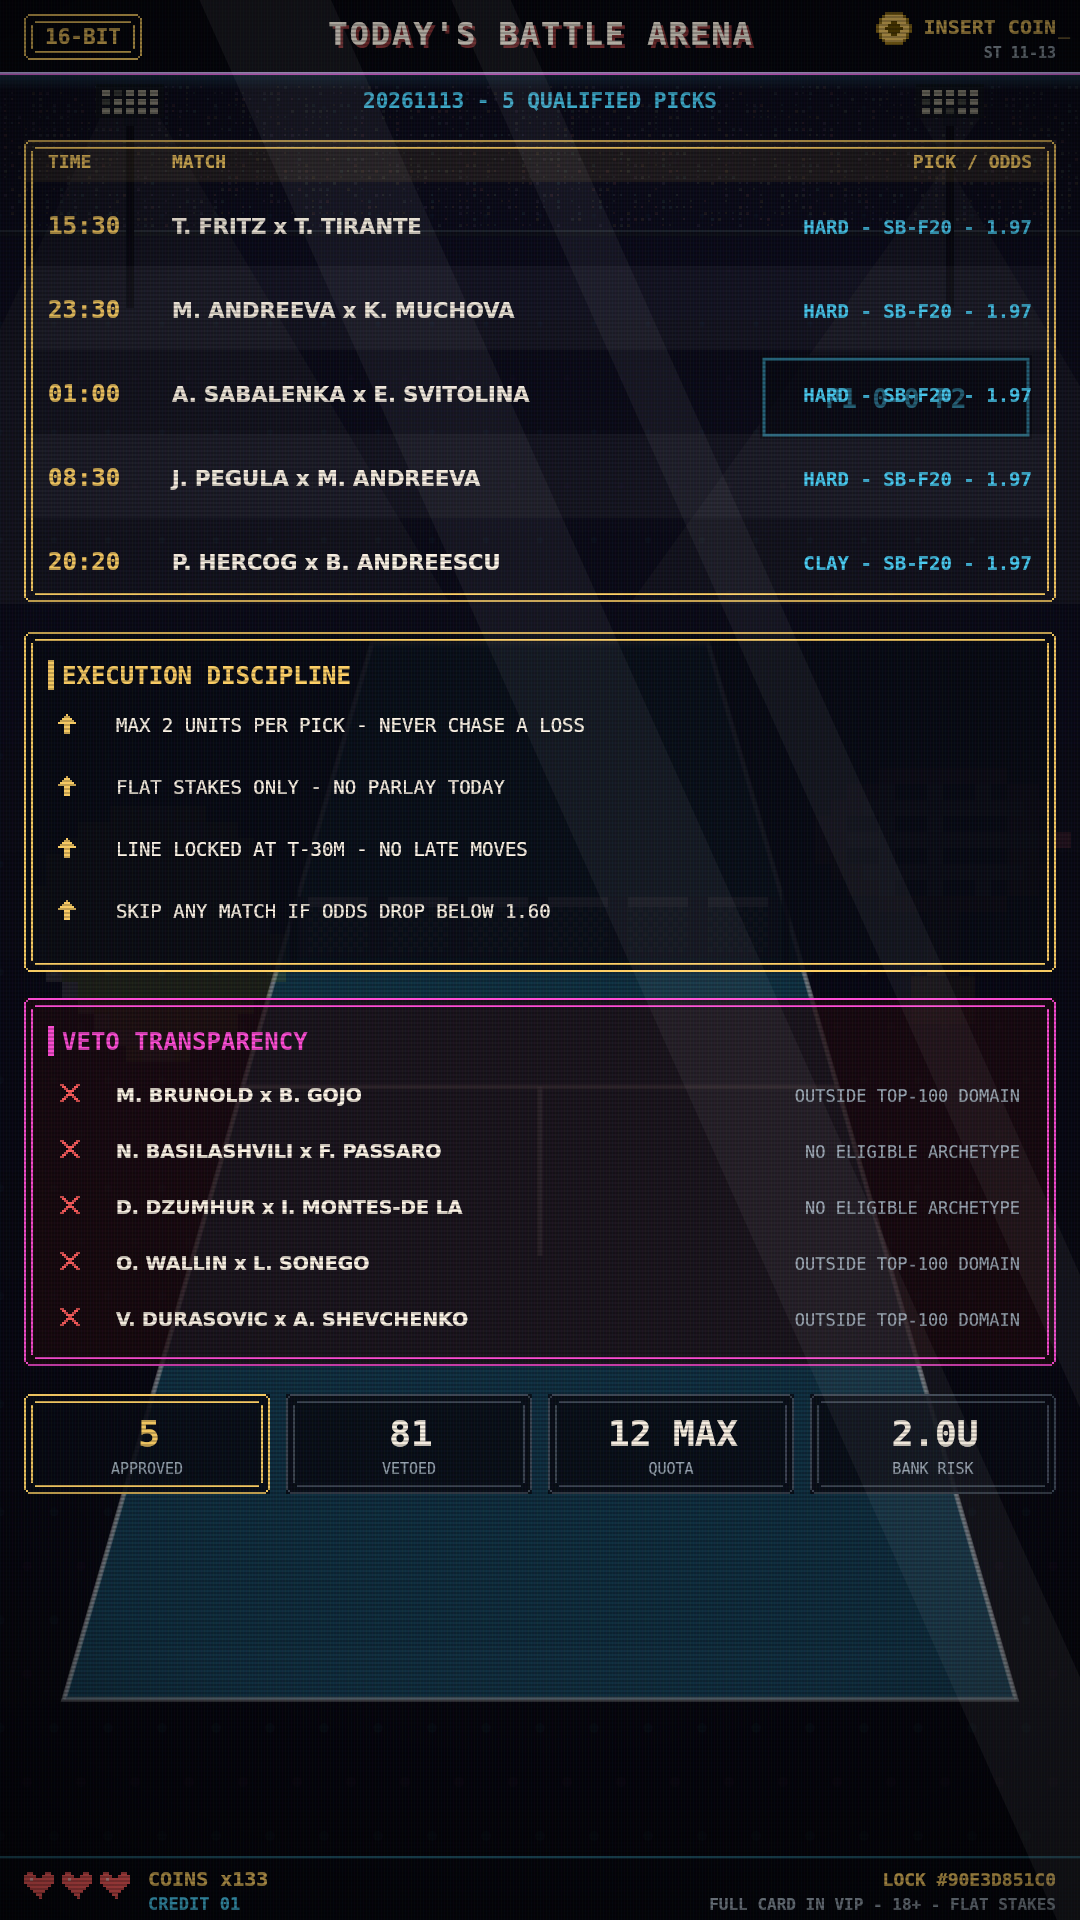 16-BIT
TODAY'S BATTLE ARENA
INSERT COIN_
ST 11-13
20261113 - 5 QUALIFIED PICKS
TIME MATCH PICK / ODDS
15:30 T. FRITZ x T. TIRANTE HARD - SB-F20 - 1.97
23:30 M. ANDREEVA x K. MUCHOVA HARD - SB-F20 - 1.97
01:00 A. SABALENKA x E. SVITOLINA HARD - SB-F20 - 1.97
P1 0-0 P2
08:30 J. PEGULA x M. ANDREEVA HARD - SB-F20 - 1.97
20:20 P. HERCOG x B. ANDREESCU CLAY - SB-F20 - 1.97
EXECUTION DISCIPLINE
MAX 2 UNITS PER PICK - NEVER CHASE A LOSS
FLAT STAKES ONLY - NO PARLAY TODAY
LINE LOCKED AT T-30M - NO LATE MOVES
SKIP ANY MATCH IF ODDS DROP BELOW 1.60
VETO TRANSPARENCY
M. BRUNOLD x B. GOJO OUTSIDE TOP-100 DOMAIN
N. BASILASHVILI x F. PASSARO NO ELIGIBLE ARCHETYPE
D. DZUMHUR x I. MONTES-DE LA NO ELIGIBLE ARCHETYPE
O. WALLIN x L. SONEGO OUTSIDE TOP-100 DOMAIN
V. DURASOVIC x A. SHEVCHENKO OUTSIDE TOP-100 DOMAIN
5 81 12 MAX 2.0U
APPROVED VETOED QUOTA BANK RISK
COINS x133
CREDIT 01
LOCK #90E3D851C0
FULL CARD IN VIP - 18+ - FLAT STAKES